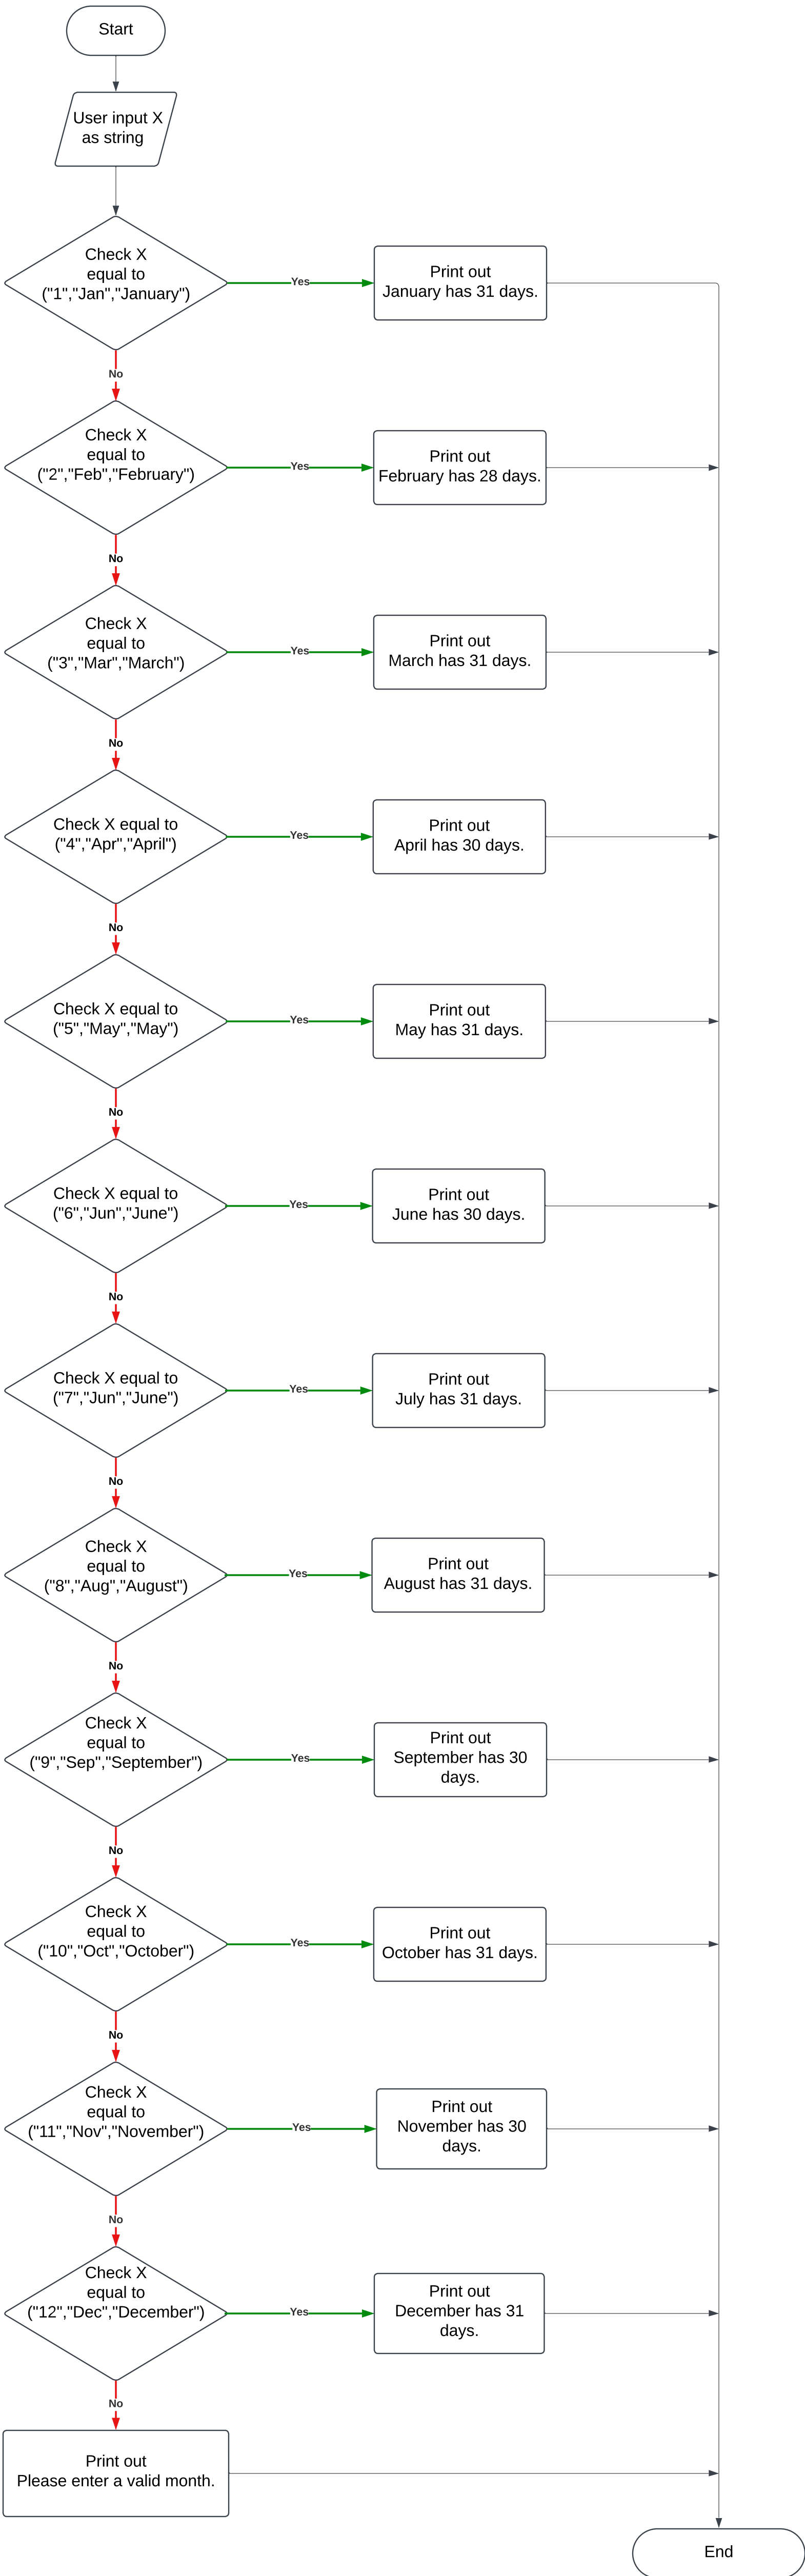 Start
User input X
as string
Check X
equal to
("1","Jan","January")
Yes
Print out
January has 31 days.
No
Check X
equal to
("2","Feb","February")
Yes
Print out
February has 28 days.
No
Check X
equal to
("3","Mar","March")
Yes
Print out
March has 31 days.
No
Check X equal to
("4","Apr","April")
Yes
Print out
April has 30 days.
No
Check X equal to
("5","May","May")
Yes
Print out
May has 31 days.
No
Check X equal to
("6","Jun","June")
Yes
Print out
June has 30 days.
No
Check X equal to
("7","Jun","June")
Yes
Print out
July has 31 days.
No
Check X
equal to
("8","Aug","August")
Yes
Print out
August has 31 days.
No
Check X
equal to
("9","Sep","September")
Yes
Print out
September has 30
days.
No
Check X
equal to
("10","Oct","October")
Yes
Print out
October has 31 days.
No
Check X
equal to
("11","Nov","November")
Yes
Print out
November has 30
days.
No
Check X
equal to
("12","Dec","December")
Yes
Print out
December has 31
days.
No
Print out
Please enter a valid month.
End